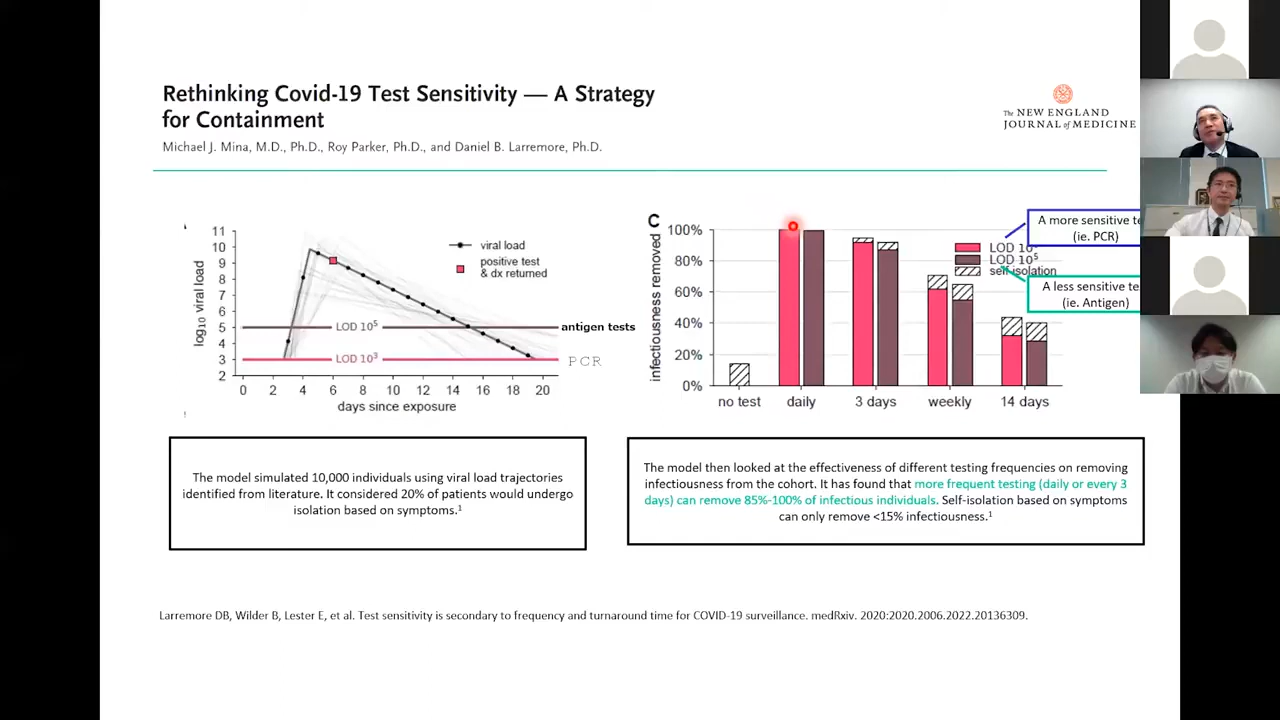 Rethinking Covid-19 Test Sensitivity — A Strategy
for Containment
Michael J. Mina, M.D., Ph.D., Roy Parker, Ph.D., and Daniel B. Larremore, Ph.D.
The NEW ENGLAND
JOURNAL of MEDICINE
11
10
9
8
7
6
5
4
3
2
log10 viral load
viral load
positive test
& dx returned
LOD 10⁵
antigen tests
LOD 10³
PCR
0 2 4 6 8 10 12 14 16 18 20
days since exposure
C
infectiousness removed
100%
80%
60%
40%
20%
0%
LOD
LOD 10⁵
self-isolation
no test daily 3 days weekly 14 days
A more sensitive
(ie. PCR)
A less sensitive
(ie. Antigen)
The model simulated 10,000 individuals using viral load trajectories
identified from literature. It considered 20% of patients would undergo
isolation based on symptoms.¹
The model then looked at the effectiveness of different testing frequencies on removing
infectiousness from the cohort. It has found that more frequent testing (daily or every 3
days) can remove 85%-100% of infectious individuals. Self-isolation based on symptoms
can only remove <15% infectiousness.¹
Larremore DB, Wilder B, Lester E, et al. Test sensitivity is secondary to frequency and turnaround time for COVID-19 surveillance. medRxiv. 2020:2020.2006.2022.20136309.